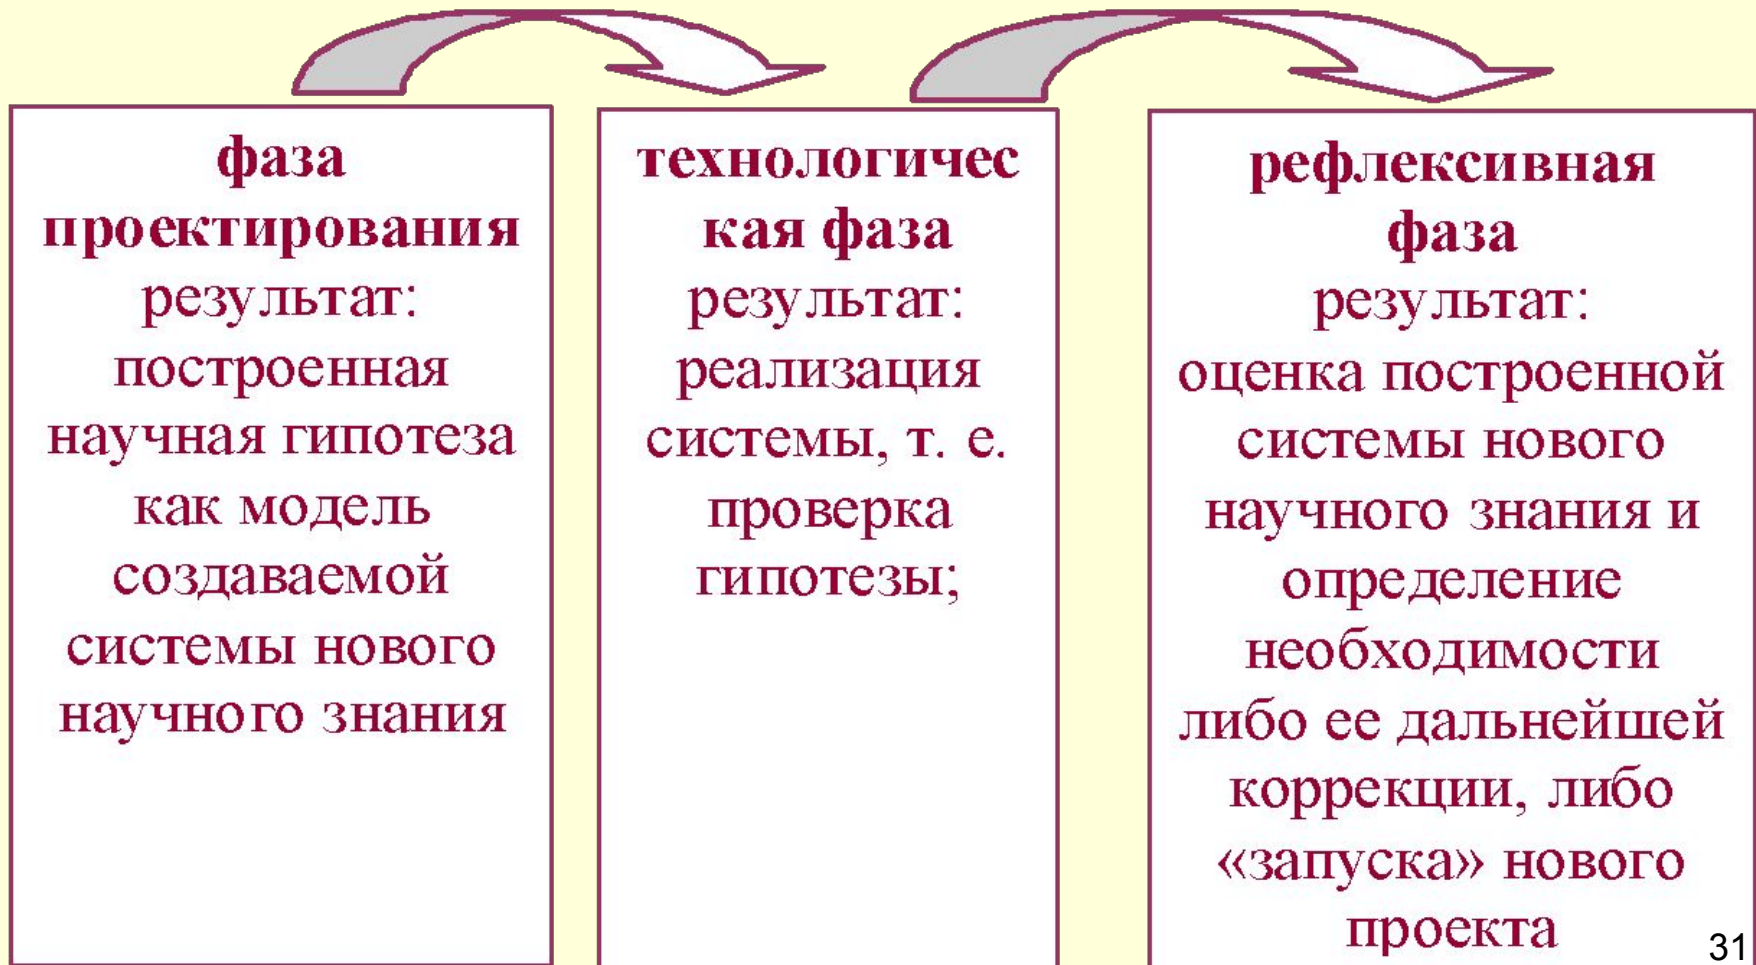 фаза
проектирования
результат:
построенная
научная гипотеза
как модель
создаваемой
системы нового
научного знания
технологичес
кая фаза
результат:
реализация
системы, т. е.
проверка
гипотезы;
рефлексивная
фаза
результат:
оценка построенной
системы нового
научного знания и
определение
необходимости
либо ее дальнейшей
коррекции, либо
«запуска» нового
проекта
31